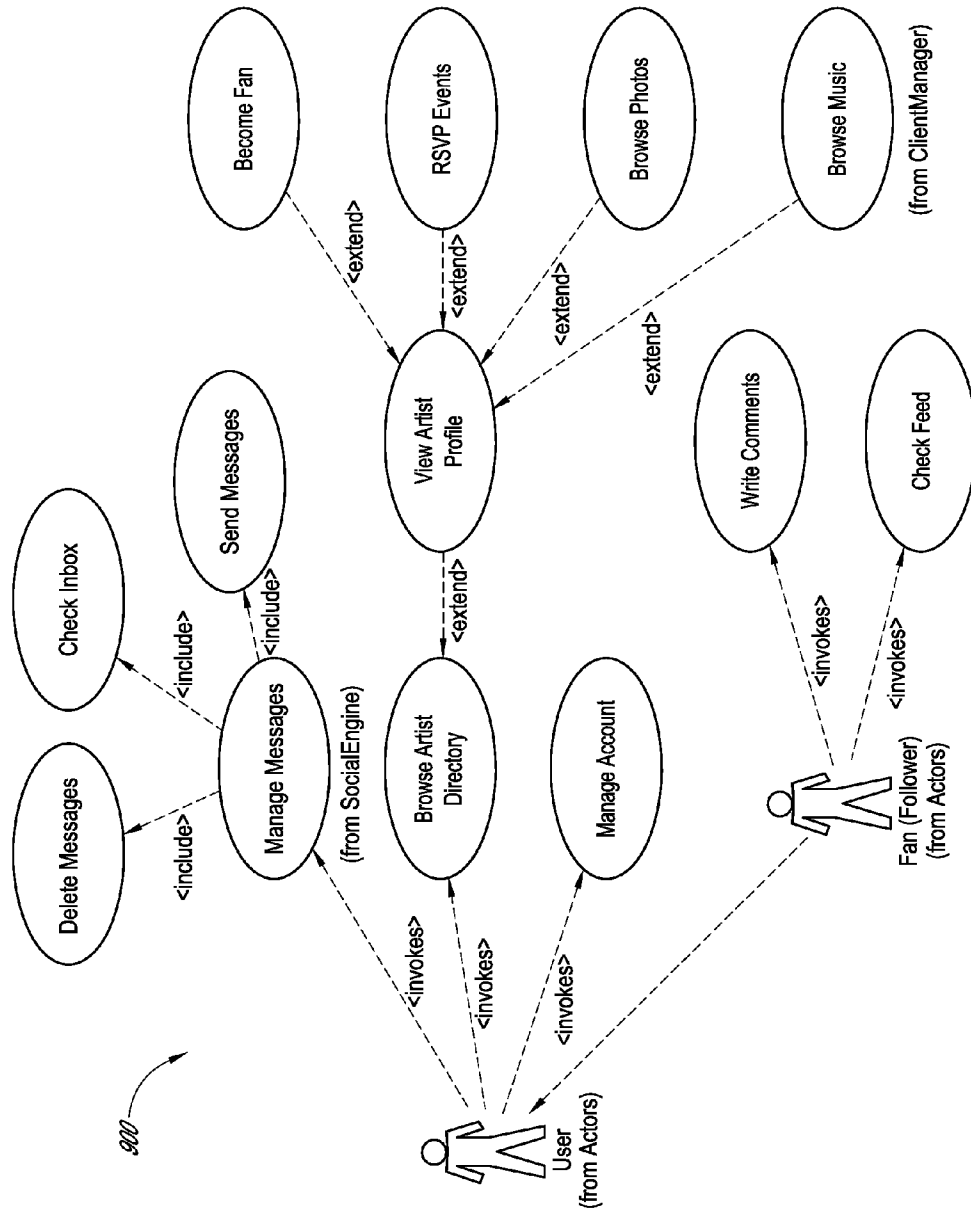 900
Delete Messages
Check Inbox
Send Messages
<include>
<include>
<include>
Manage Messages
(from SocialEngine)
Become Fan
RSVP Events
Browse Photos
Browse Music
(from ClientManager)
<extend>
<extend>
<extend>
<extend>
View Artist
Profile
<extend>
Browse Artist
Directory
Manage Account
<invokes>
<invokes>
<invokes>
User
(from Actors)
Write Comments
Check Feed
<invokes>
<invokes>
Fan (Follower)
(from Actors)